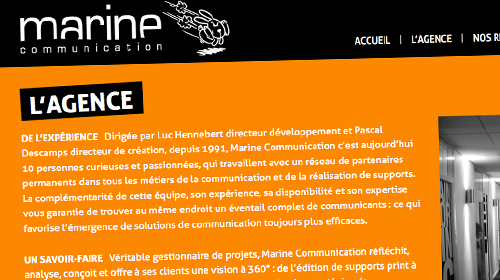 marine
communication
ACCUEIL | L'AGENCE | NOS
L'AGENCE
DE L'EXPÉRIENCE Dirigée par Luc Hennebert directeur développement et Pascal
Descamps directeur de création, depuis 1991, Marine Communication c'est aujourd'hui
10 personnes curieuses et passionnées, qui travaillent avec un réseau de partenaires
permanents dans tous les métiers de la communication et de la réalisation de supports.
La complémentarité de cette équipe, son expérience, sa disponibilité et son expertise
vous garantie de trouver au même endroit un éventail complet de communicants : ce qui
favorise l'émergence de solutions de communication toujours plus efficaces.
UN SAVOIR-FAIRE Véritable gestionnaire de projets, Marine Communication réfléchit,
analyse, conçoit et offre à ses clients une vision à 360° : de l'édition de supports print à